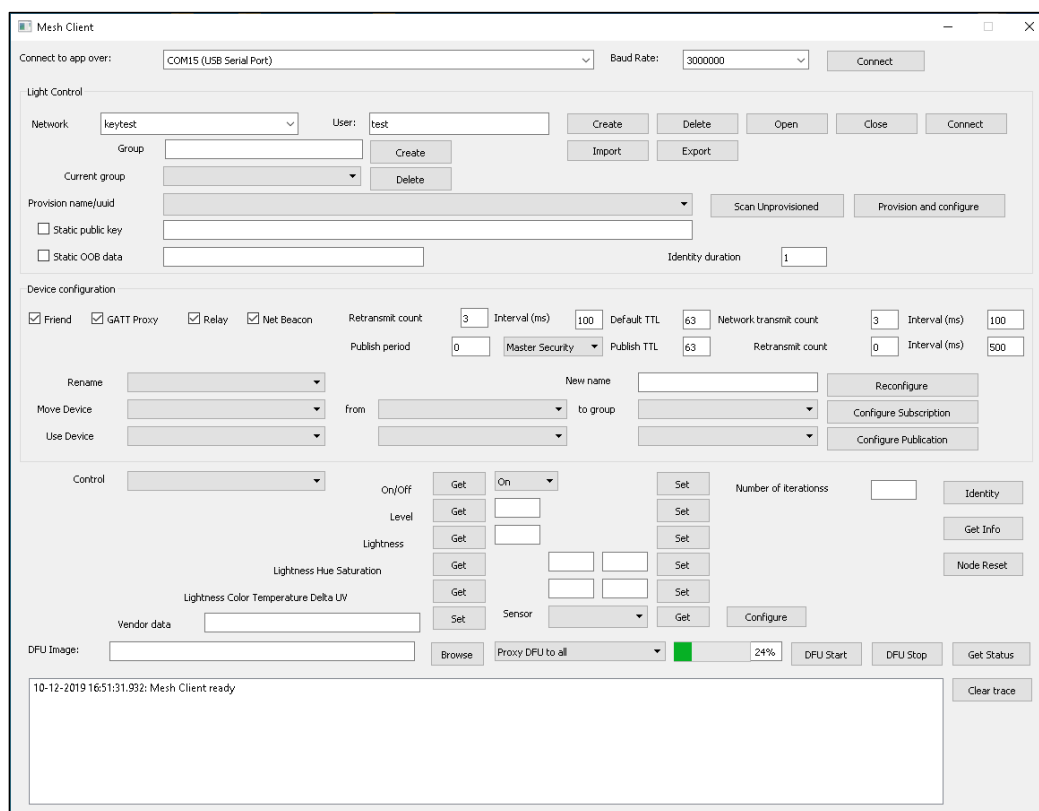 Mesh Client
Connect to app over: COM15 (USB Serial Port) Baud Rate: 3000000 Connect
Light Control
Network keytest User: test Create Delete Open Close Connect
Group Create Import Export
Current group Delete
Provision name/uuid Scan Unprovisioned Provision and configure
Static public key
Static OOB data Identity duration 1
Device configuration
Friend GATT Proxy Relay Net Beacon Retransmit count 3 Interval (ms) 100 Default TTL 63 Network transmit count 3 Interval (ms) 100
Publish period 0 Master Security Publish TTL 63 Retransmit count 0 Interval (ms) 500
Rename New name Reconfigure
Move Device from to group Configure Subscription
Use Device Configure Publication
Control On/Off Get On Set Number of iterationss Identity
Level Get Set
Lightness Get Set Get Info
Lightness Hue Saturation Get Set Node Reset
Lightness Color Temperature Delta UV Get Set
Vendor data Set Sensor Get Configure
DFU Image: Browse Proxy DFU to all 24% DFU Start DFU Stop Get Status
10-12-2019 16:51:31.932: Mesh Client ready Clear trace